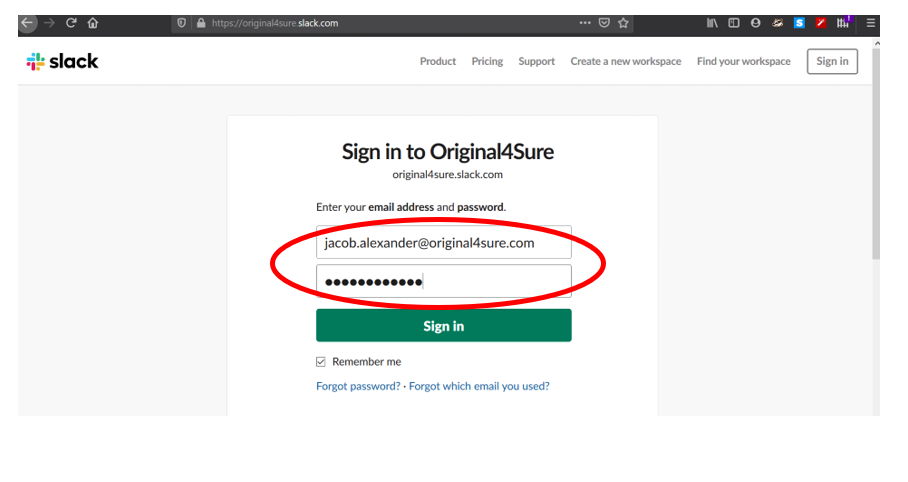 https://original4sure.slack.com
slack
Product Pricing Support Create a new workspace Find your workspace Sign in
Sign in to Original4Sure
original4sure.slack.com
Enter your email address and password.
jacob.alexander@original4sure.com
••••••••••••
Sign in
Remember me
Forgot password? · Forgot which email you used?